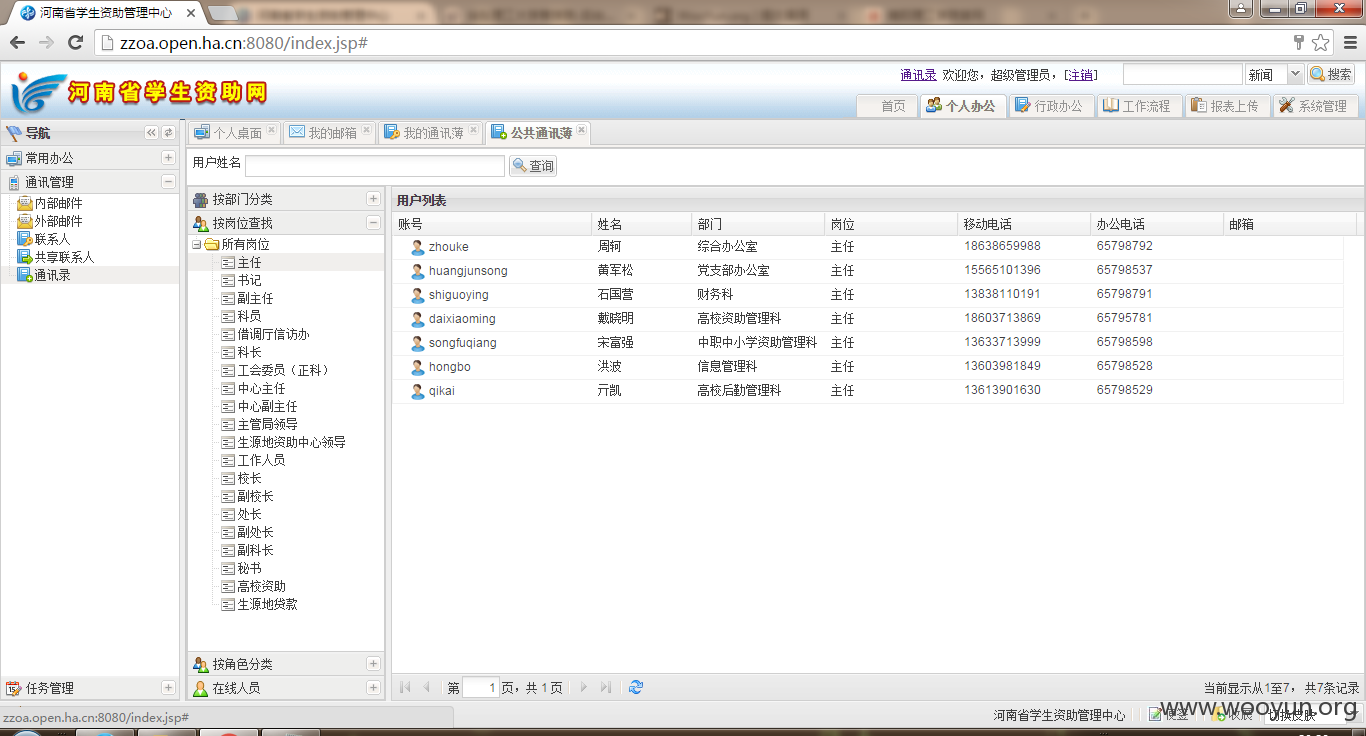 河南省学生资助管理中心
zzoa.open.ha.cn:8080/index.jsp#
河南省学生资助网
通讯录 欢迎您，超级管理员，[注销] 新闻 搜索
首页 个人办公 行政办公 工作流程 报表上传 系统管理
导航
常用办公
通讯管理
内部邮件
外部邮件
联系人
共享联系人
通讯录
任务管理
个人桌面 我的邮箱 我的通讯薄 公共通讯薄
用户姓名 查询
按部门分类
按岗位查找
所有岗位
主任
书记
副主任
科员
借调厅信访办
科长
工会委员（正科）
中心主任
中心副主任
主管局领导
生源地资助中心领导
工作人员
校长
副校长
处长
副处长
副科长
秘书
高校资助
生源地贷款
按角色分类
在线人员
用户列表
账号 姓名 部门 岗位 移动电话 办公电话 邮箱
zhouke 周轲 综合办公室 主任 18638659988 65798792
huangjunsong 黄军松 党支部办公室 主任 15565101396 65798537
shiguoying 石国营 财务科 主任 13838110191 65798791
daixiaoming 戴晓明 高校资助管理科 主任 18603713869 65795781
songfuqiang 宋富强 中职中小学资助管理科 主任 13633713999 65798598
hongbo 洪波 信息管理科 主任 13603981849 65798528
qikai 亓凯 高校后勤管理科 主任 13613901630 65798529
第 1 页，共 1 页
当前显示从1至7，共7条记录
zzoa.open.ha.cn:8080/index.jsp#
河南省学生资助管理中心 便签 收展 切换皮肤
www.wooyun.org